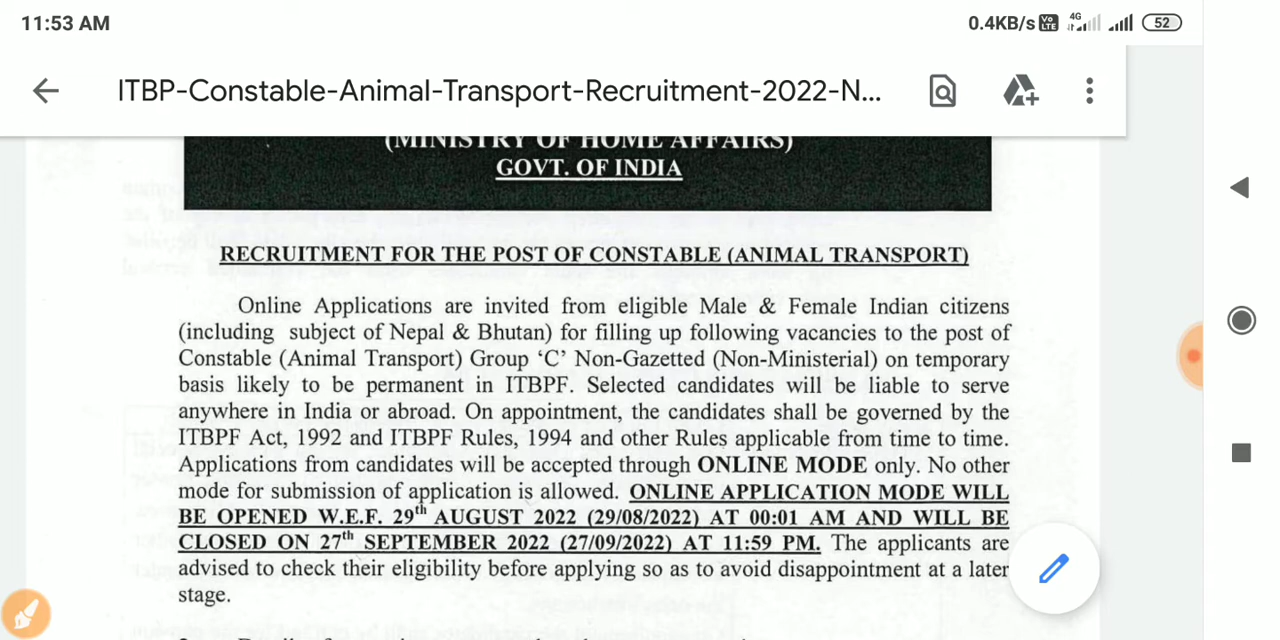 11:53 AM
0.4KB/s Vo LTE 4G 52
ITBP-Constable-Animal-Transport-Recruitment-2022-N...
(MINISTRY OF HOME AFFAIRS)
GOVT. OF INDIA
RECRUITMENT FOR THE POST OF CONSTABLE (ANIMAL TRANSPORT)
Online Applications are invited from eligible Male & Female Indian citizens
(including subject of Nepal & Bhutan) for filling up following vacancies to the post of
Constable (Animal Transport) Group ‘C’ Non-Gazetted (Non-Ministerial) on temporary
basis likely to be permanent in ITBPF. Selected candidates will be liable to serve
anywhere in India or abroad. On appointment, the candidates shall be governed by the
ITBPF Act, 1992 and ITBPF Rules, 1994 and other Rules applicable from time to time.
Applications from candidates will be accepted through ONLINE MODE only. No other
mode for submission of application is allowed. ONLINE APPLICATION MODE WILL
BE OPENED W.E.F. 29th AUGUST 2022 (29/08/2022) AT 00:01 AM AND WILL BE
CLOSED ON 27th SEPTEMBER 2022 (27/09/2022) AT 11:59 PM. The applicants are
advised to check their eligibility before applying so as to avoid disappointment at a later
stage.